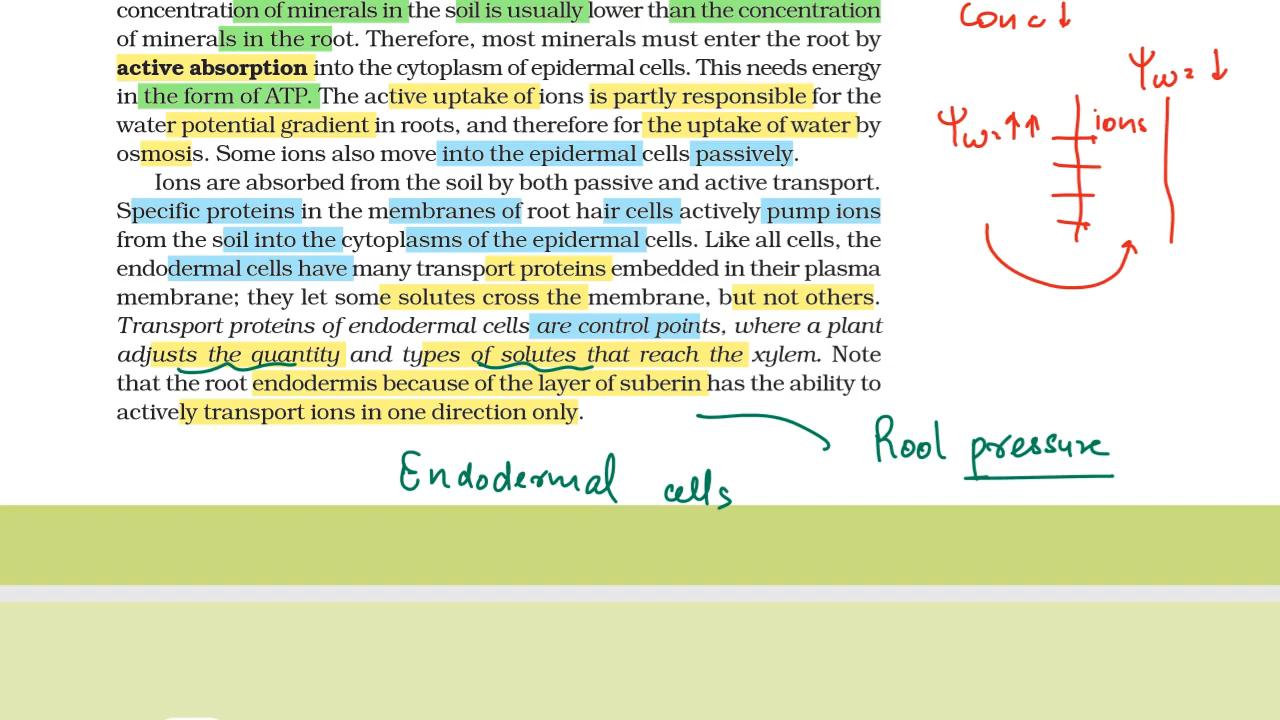 concentration of minerals in the soil is usually lower than the concentration
of minerals in the root. Therefore, most minerals must enter the root by
active absorption into the cytoplasm of epidermal cells. This needs energy
in the form of ATP. The active uptake of ions is partly responsible for the
water potential gradient in roots, and therefore for the uptake of water by
osmosis. Some ions also move into the epidermal cells passively.
Ions are absorbed from the soil by both passive and active transport.
Specific proteins in the membranes of root hair cells actively pump ions
from the soil into the cytoplasms of the epidermal cells. Like all cells, the
endodermal cells have many transport proteins embedded in their plasma
membrane; they let some solutes cross the membrane, but not others.
Transport proteins of endodermal cells are control points, where a plant
adjusts the quantity and types of solutes that reach the xylem. Note
that the root endodermis because of the layer of suberin has the ability to
actively transport ions in one direction only.
Conc ↓
Ψw = ↓
Ψw = ↑↑
ions
Root pressure
Endodermal cells